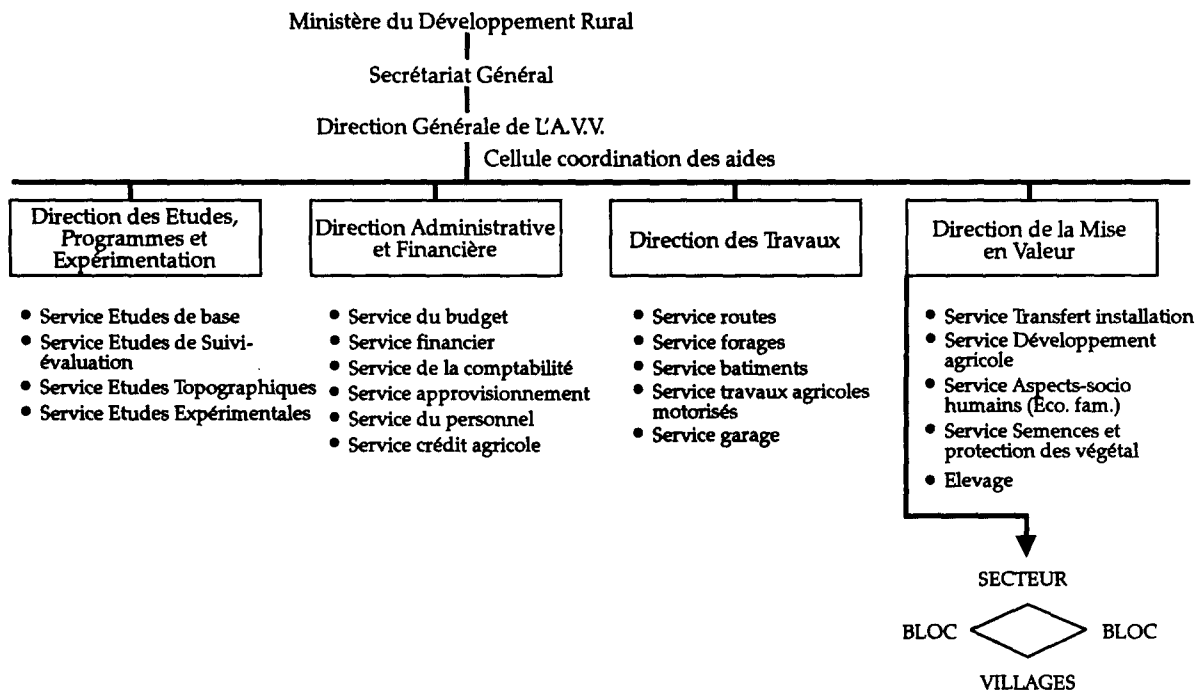 Ministère du Développement Rural
Secrétariat Général
Direction Générale de L'A.V.V.
Cellule coordination des aides
Direction des Etudes,
Programmes et
Expérimentation
• Service Etudes de base
• Service Etudes de Suivi-
évaluation
• Service Etudes Topographiques
• Service Etudes Expérimentales
Direction Administrative
et Financière
• Service du budget
• Service financier
• Service de la comptabilité
• Service approvisionnement
• Service du personnel
• Service crédit agricole
Direction des Travaux
• Service routes
• Service forages
• Service batiments
• Service travaux agricoles
motorisés
• Service garage
Direction de la Mise
en Valeur
• Service Transfert installation
• Service Développement
agricole
• Service Aspects-socio
humains (Eco. fam.)
• Service Semences et
protection des végétal
• Elevage
SECTEUR
BLOC BLOC
VILLAGES